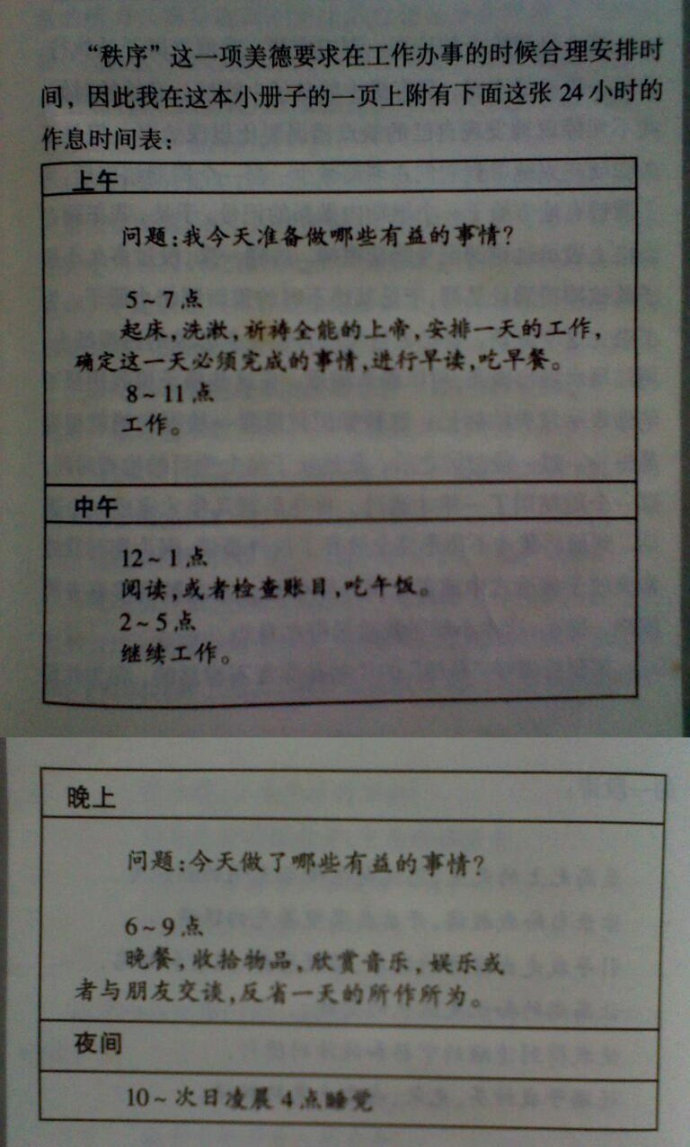 “秩序”这一项美德要求在工作办事的时候合理安排时
间，因此我在这本小册子的一页上附有下面这张 24 小时的
作息时间表：
上午
问题：我今天准备做哪些有益的事情？
5～7点
起床，洗漱，祈祷全能的上帝，安排一天的工作，
确定这一天必须完成的事情，进行早读，吃早餐。
8～11点
工作。
中午
12～1点
阅读，或者检查账目，吃午饭。
2～5点
继续工作。
晚上
问题：今天做了哪些有益的事情？
6～9点
晚餐，收拾物品，欣赏音乐，娱乐或
者与朋友交谈，反省一天的所作所为。
夜间
10～次日凌晨4点睡觉